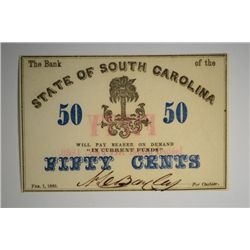 The Bank of the
STATE OF SOUTH CAROLINA
50 50
WILL PAY BEARER ON DEMAND
"IN CURRENT FUNDS"
FIFTY CENTS
FEB. 1, 1863.
For Cashier.